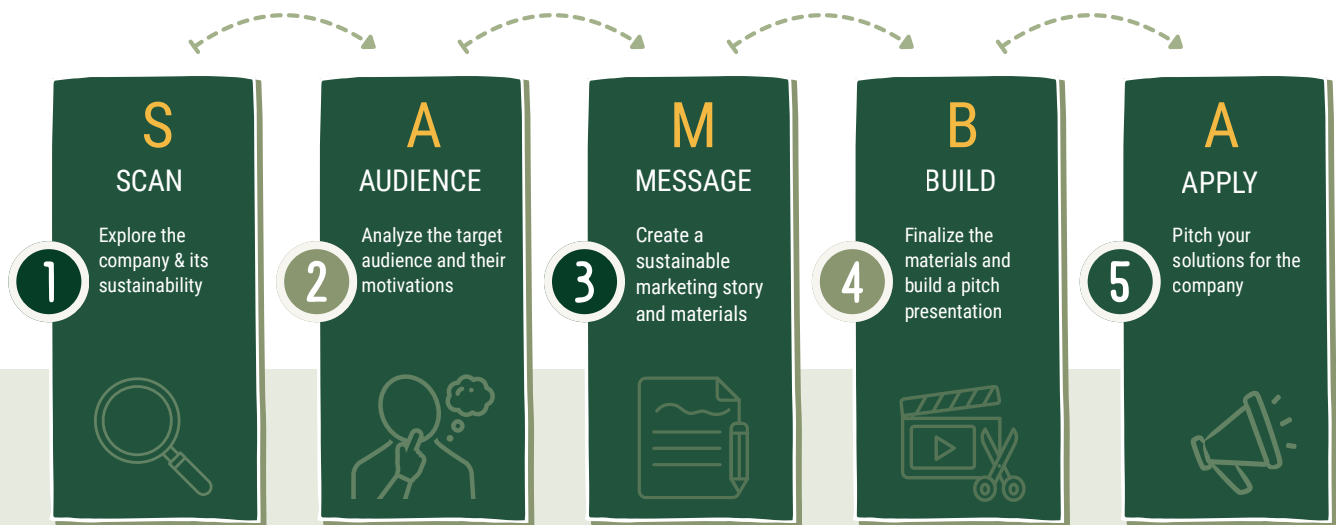 S
SCAN
1
Explore the
company & its
sustainability
A
AUDIENCE
2
Analyze the target
audience and their
motivations
M
MESSAGE
3
Create a
sustainable
marketing story
and materials
B
BUILD
4
Finalize the
materials and
build a pitch
presentation
A
APPLY
5
Pitch your
solutions for the
company